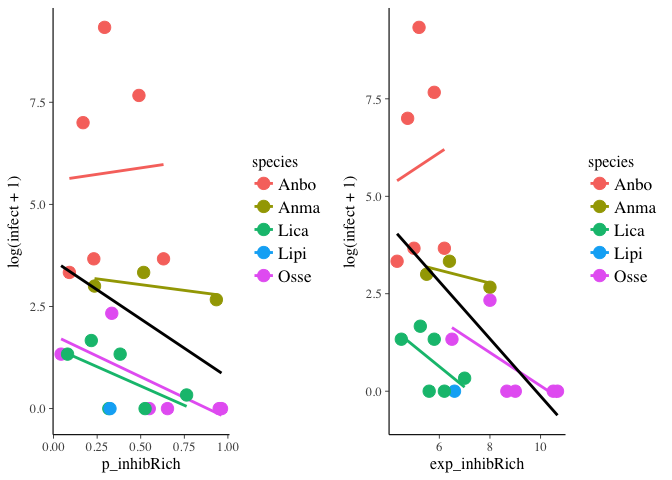 log(infect + 1)
7.5
5.0
2.5
0.0
0.00 0.25 0.50 0.75 1.00
p_inhibRich
species
Anbo
Anma
Lica
Lipi
Osse
log(infect + 1)
7.5
5.0
2.5
0.0
6 8 10
exp_inhibRich
species
Anbo
Anma
Lica
Lipi
Osse